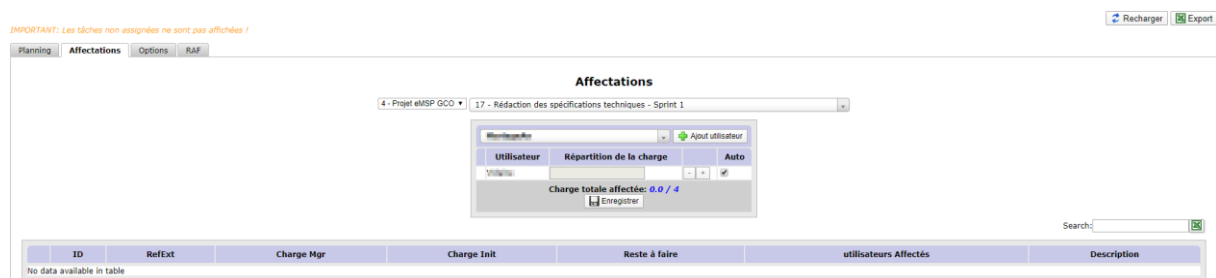 Recharger Export
IMPORTANT: Les tâches non assignées ne sont pas affichées !
Planning Affectations Options RAF
Affectations
4 - Projet eMSP GCO 17 - Rédaction des spécifications techniques - Sprint 1
Ajout utilisateur
Utilisateur Répartition de la charge Auto
- +
Charge totale affectée: 0.0 / 4
Enregistrer
Search:
ID RefExt Charge Mgr Charge Init Reste à faire utilisateurs Affectés Description
No data available in table